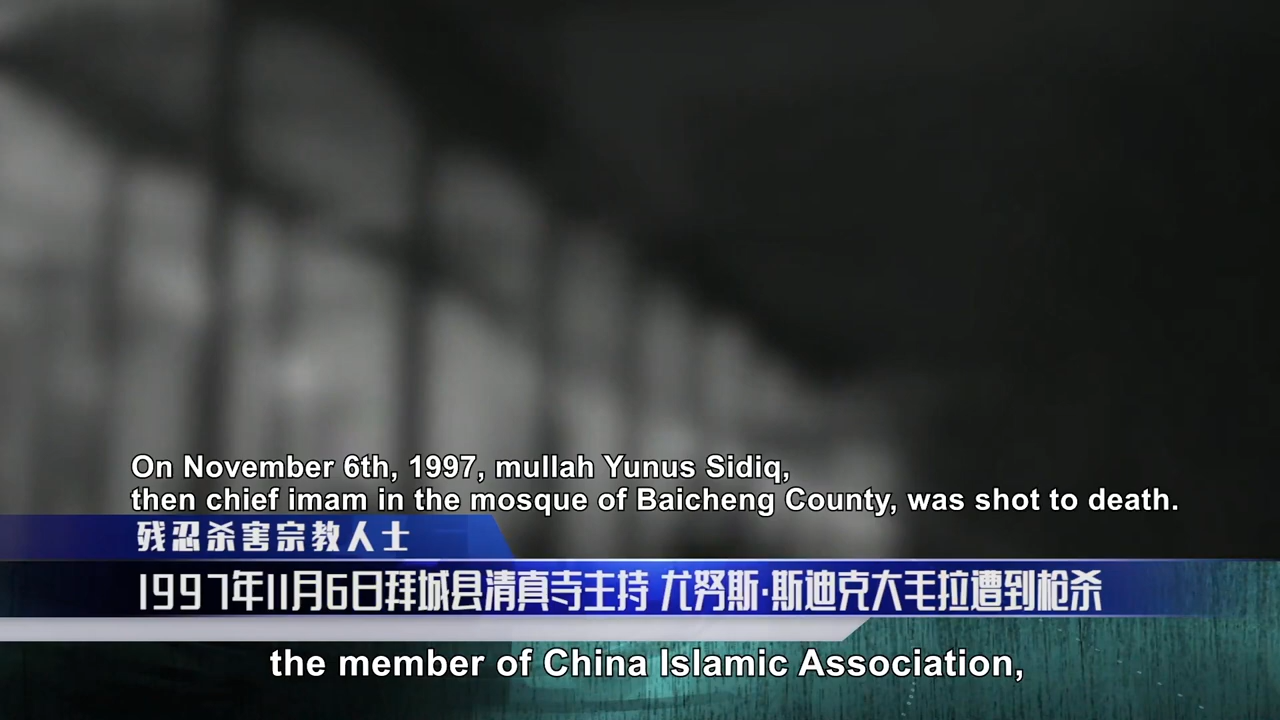 On November 6th, 1997, mullah Yunus Sidiq,
then chief imam in the mosque of Baicheng County, was shot to death.
残忍杀害宗教人士
1997年11月6日拜城县清真寺主持 尤努斯·斯迪克大毛拉遭到枪杀
the member of China Islamic Association,